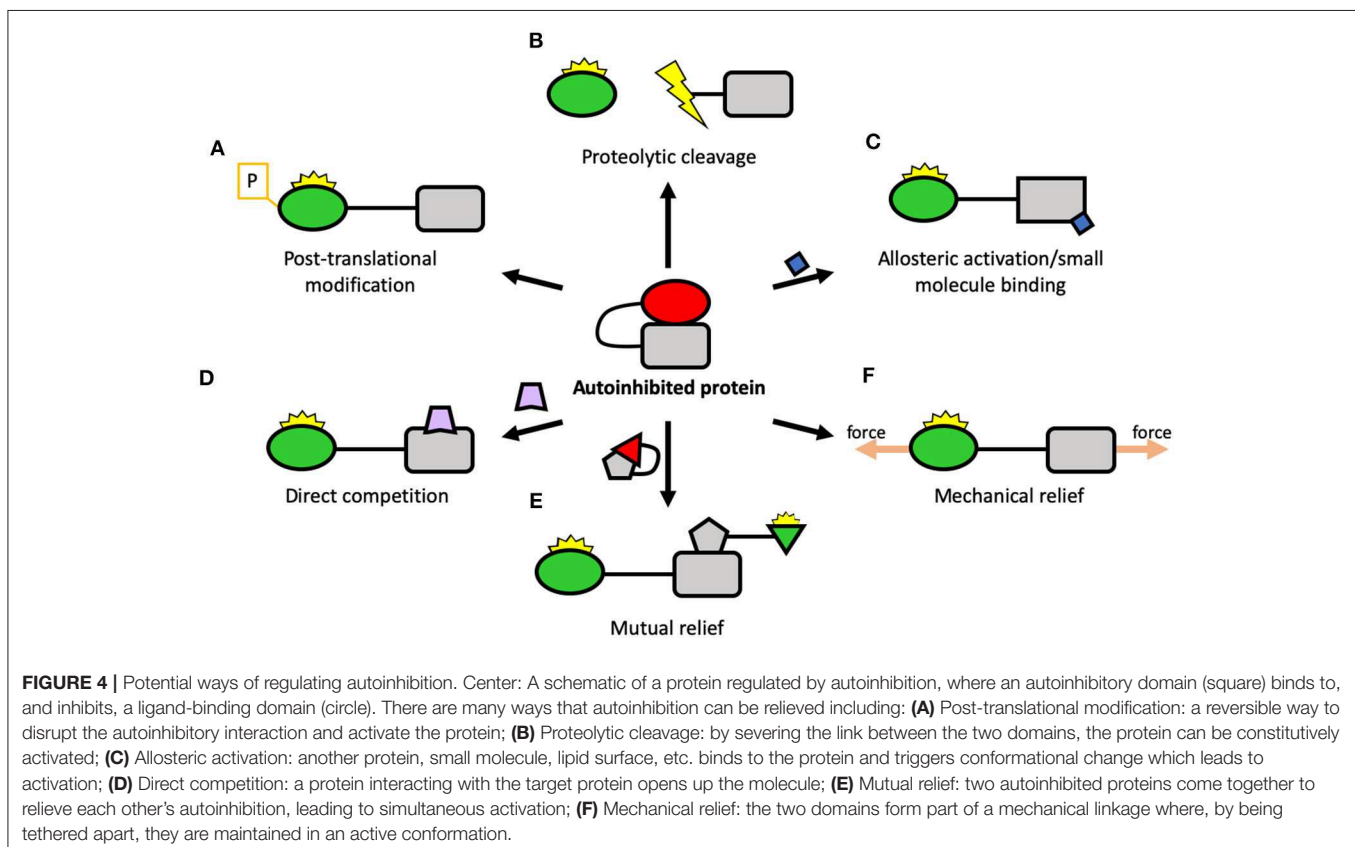 B
Proteolytic cleavage
A
P
Post-translational
modification
C
Allosteric activation/small
molecule binding
Autoinhibited protein
D
Direct competition
E
Mutual relief
F
force
force
Mechanical relief
FIGURE 4 | Potential ways of regulating autoinhibition. Center: A schematic of a protein regulated by autoinhibition, where an autoinhibitory domain (square) binds to,
and inhibits, a ligand-binding domain (circle). There are many ways that autoinhibition can be relieved including: (A) Post-translational modification: a reversible way to
disrupt the autoinhibitory interaction and activate the protein; (B) Proteolytic cleavage: by severing the link between the two domains, the protein can be constitutively
activated; (C) Allosteric activation: another protein, small molecule, lipid surface, etc. binds to the protein and triggers conformational change which leads to
activation; (D) Direct competition: a protein interacting with the target protein opens up the molecule; (E) Mutual relief: two autoinhibited proteins come together to
relieve each other's autoinhibition, leading to simultaneous activation; (F) Mechanical relief: the two domains form part of a mechanical linkage where, by being
tethered apart, they are maintained in an active conformation.